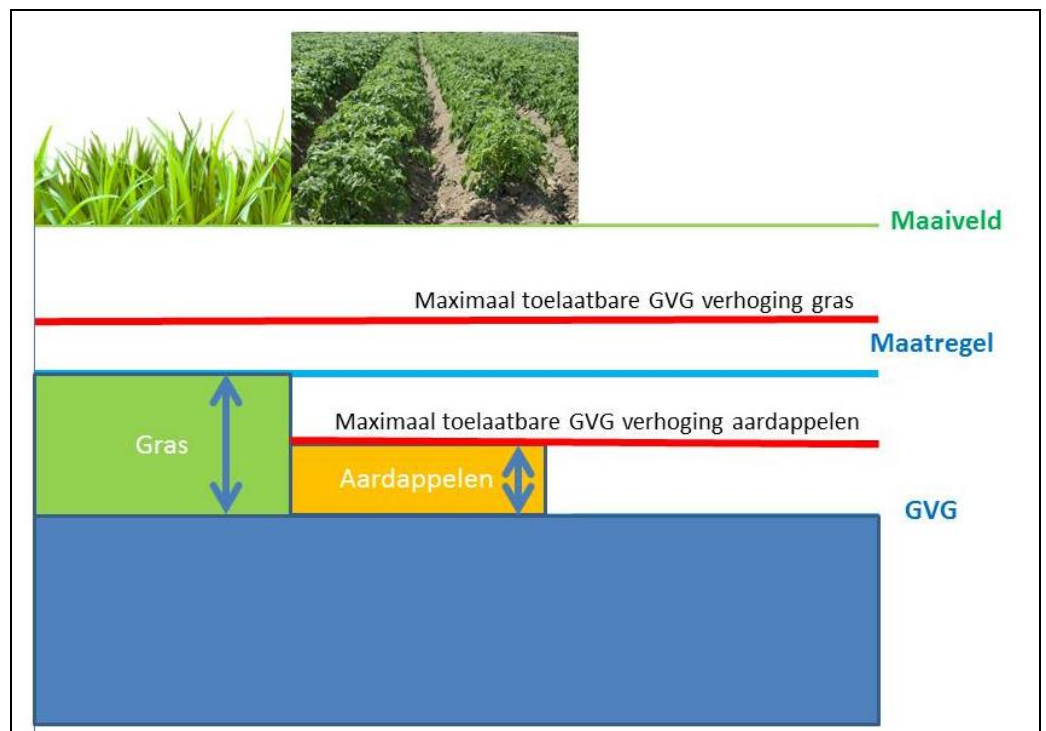 Maaiveld
Maximaal toelaatbare GVG verhoging gras
Maatregel
Maximaal toelaatbare GVG verhoging aardappelen
Gras
Aardappelen
GVG